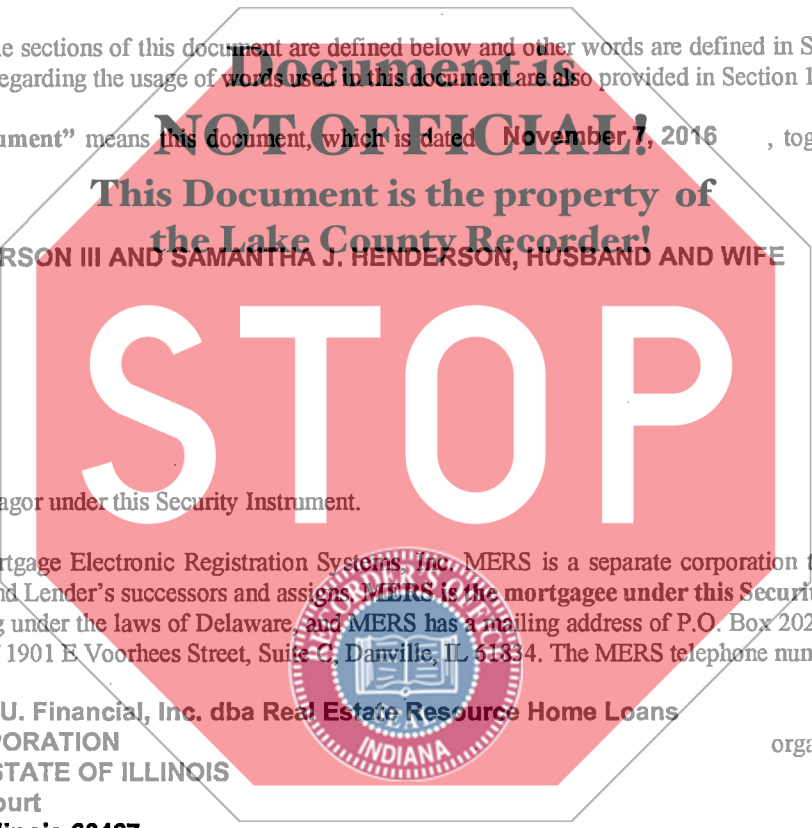 e sections of this document are defined below and other words are defined in S
egarding the usage of words used in this document are also provided in Section 1
Document is
ument" means this document, which is dated November 7, 2016 , tog
NOT OFFICIAL!
This Document is the property of
the Lake County Recorder!
RSON III AND SAMANTHA J. HENDERSON, HUSBAND AND WIFE
STOP
agor under this Security Instrument.
rtgage Electronic Registration Systems, Inc. MERS is a separate corporation t
nd Lender's successors and assigns. MERS is the mortgagee under this Securit
g under the laws of Delaware, and MERS has a mailing address of P.O. Box 202
1901 E Voorhees Street, Suite C, Danville, IL 61834. The MERS telephone num
RECORDER'S OFFICE
SEAL
INDIANA
U. Financial, Inc. dba Real Estate Resource Home Loans
PORATION orga
STATE OF ILLINOIS
ourt